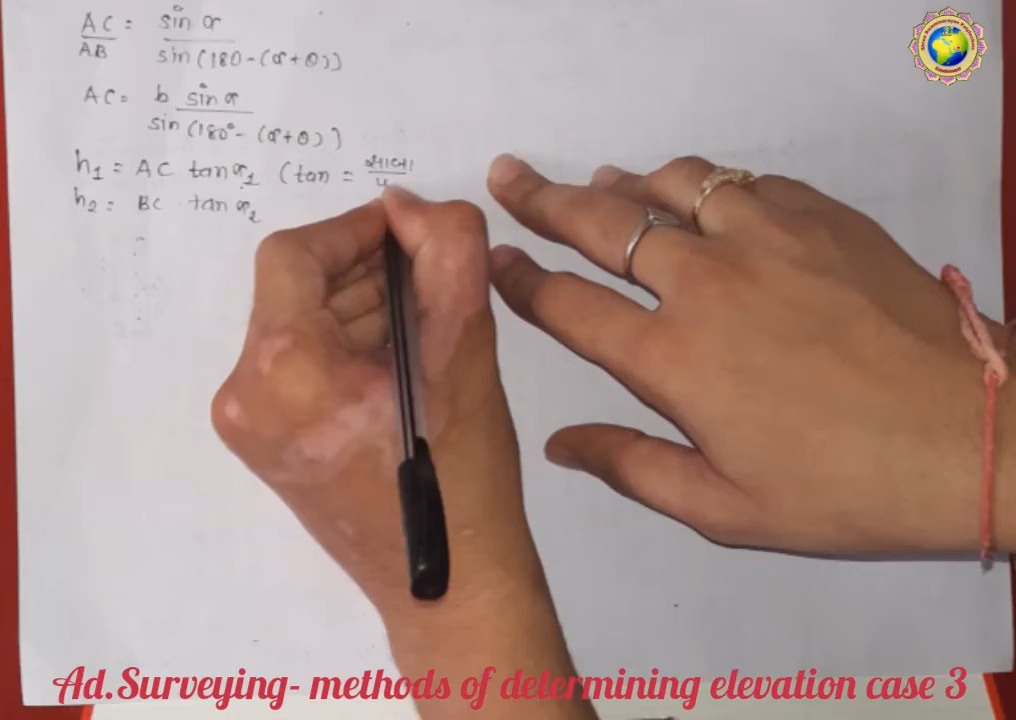 AC/AB = sin α / sin (180 - (α + θ))
AC = b sin α / sin (180° - (α + θ))
h1 = AC tan α1 (tan = સાબા /
h2 = BC tan α2
Ad.Surveying- methods of determining elevation case 3